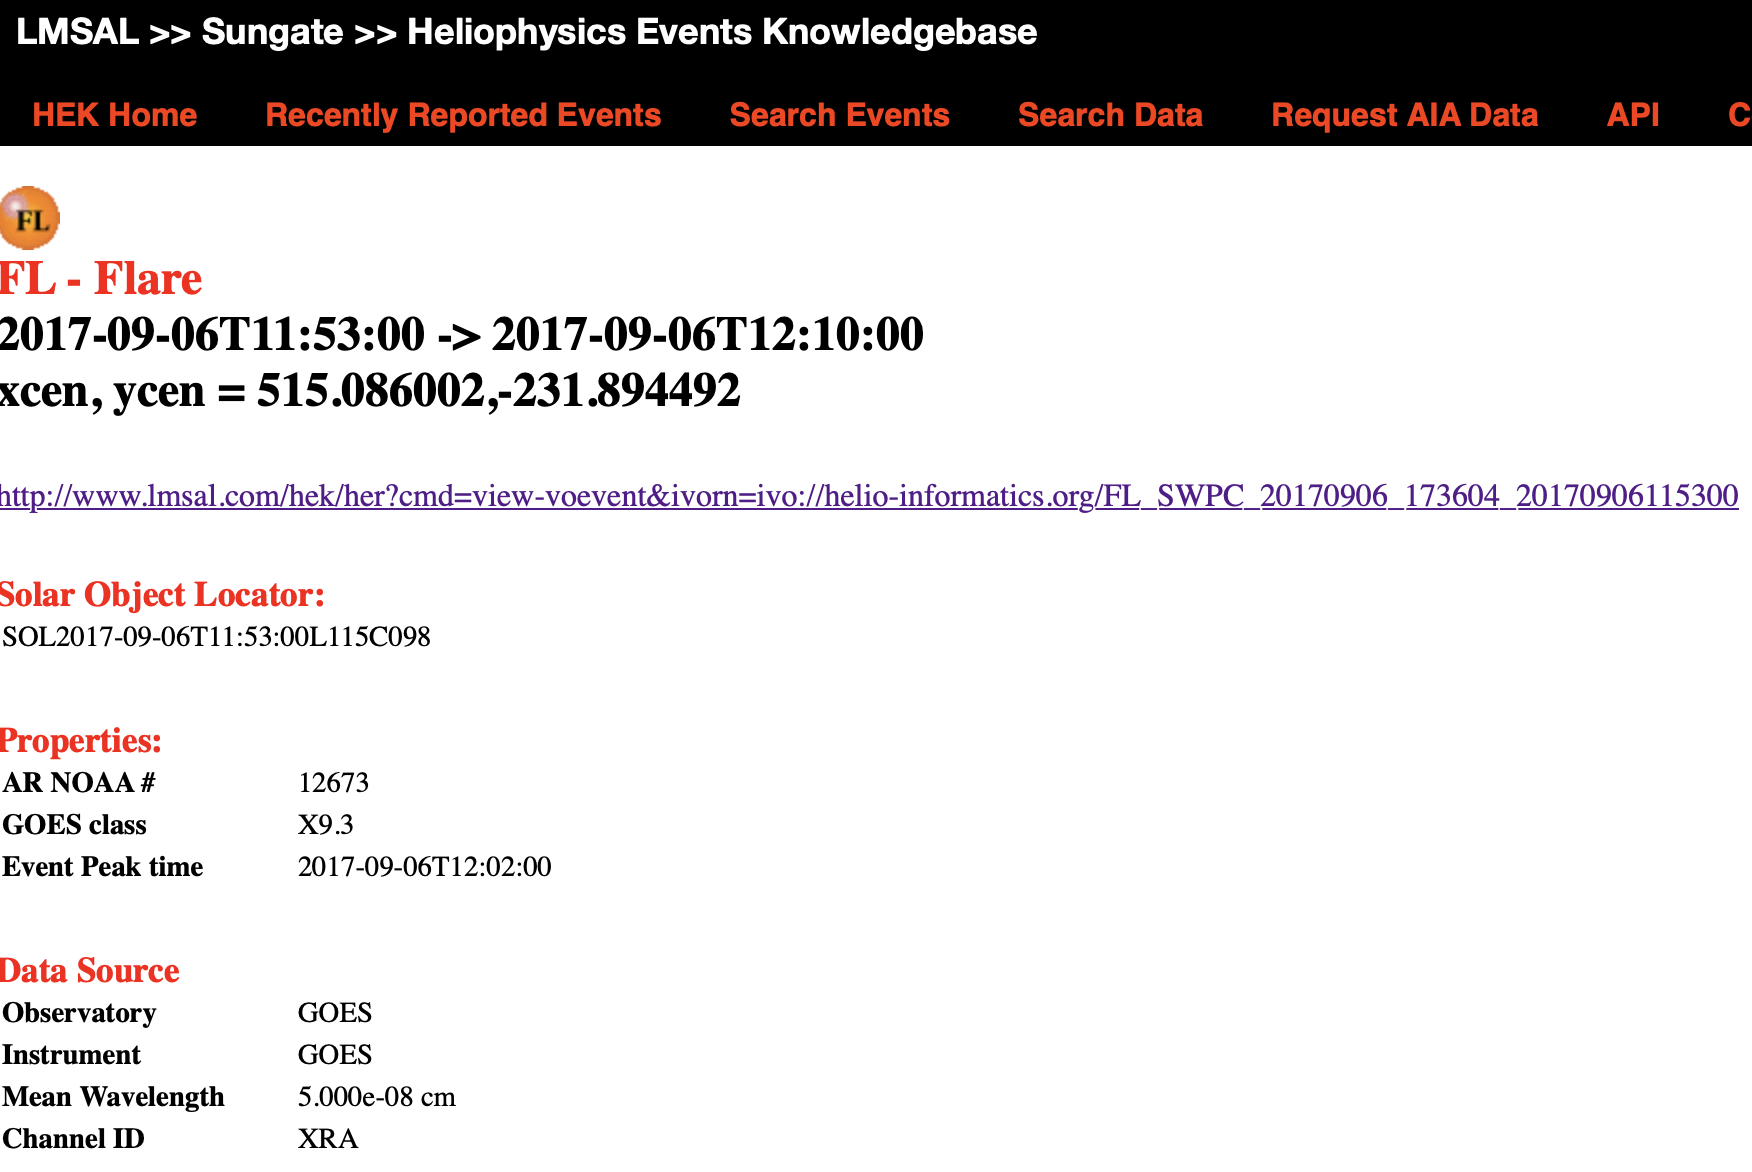 LMSAL >> Sungate >> Heliophysics Events Knowledgebase
HEK Home Recently Reported Events Search Events Search Data Request AIA Data API C
FL
FL - Flare
2017-09-06T11:53:00 -> 2017-09-06T12:10:00
xcen, ycen = 515.086002,-231.894492
http://www.lmsal.com/hek/her?cmd=view-voevent&ivorn=ivo://helio-informatics.org/FL_SWPC_20170906_173604_20170906115300
Solar Object Locator:
SOL2017-09-06T11:53:00L115C098
Properties:
AR NOAA # 12673
GOES class X9.3
Event Peak time 2017-09-06T12:02:00
Data Source
Observatory GOES
Instrument GOES
Mean Wavelength 5.000e-08 cm
Channel ID XRA